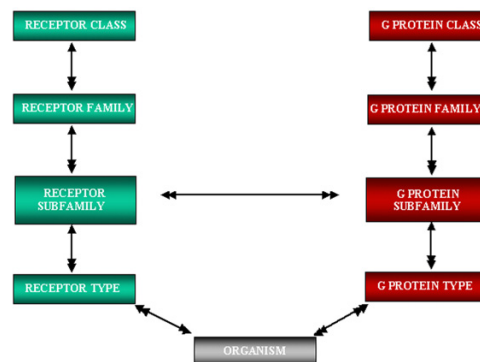 RECEPTOR CLASS
G PROTEIN CLASS
RECEPTOR FAMILY
G PROTEIN FAMILY
RECEPTOR
SUBFAMILY
G PROTEIN
SUBFAMILY
RECEPTOR TYPE
G PROTEIN TYPE
ORGANISM